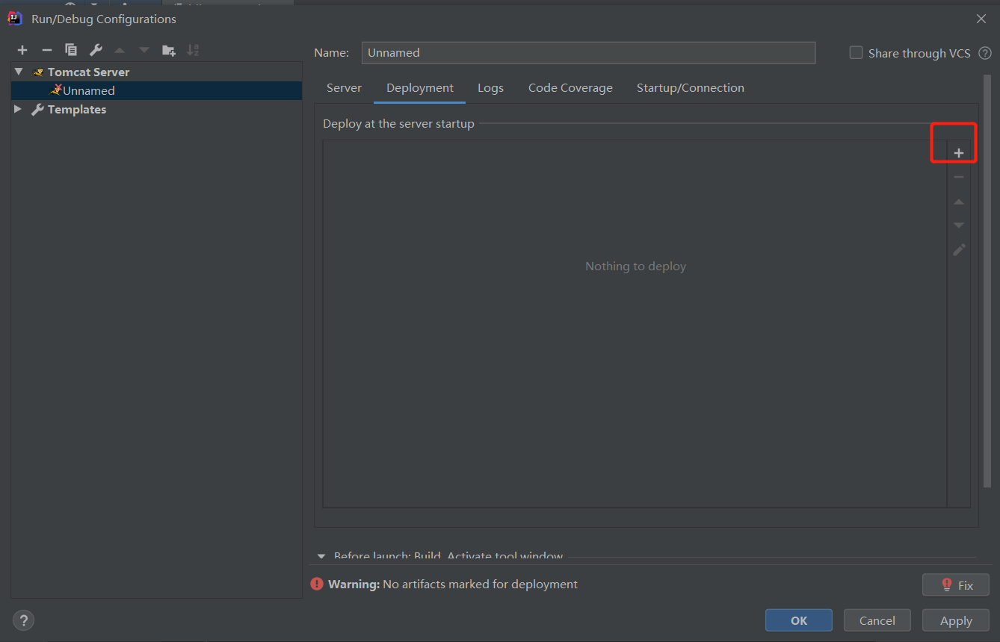 Run/Debug Configurations
Name:
Unnamed
Share through VCS
?
Tomcat Server
Unnamed
Templates
Server
Deployment
Logs
Code Coverage
Startup/Connection
Deploy at the server startup
Nothing to deploy
Before launch: Build, Activate tool window
Warning: No artifacts marked for deployment
Fix
?
OK
Cancel
Apply